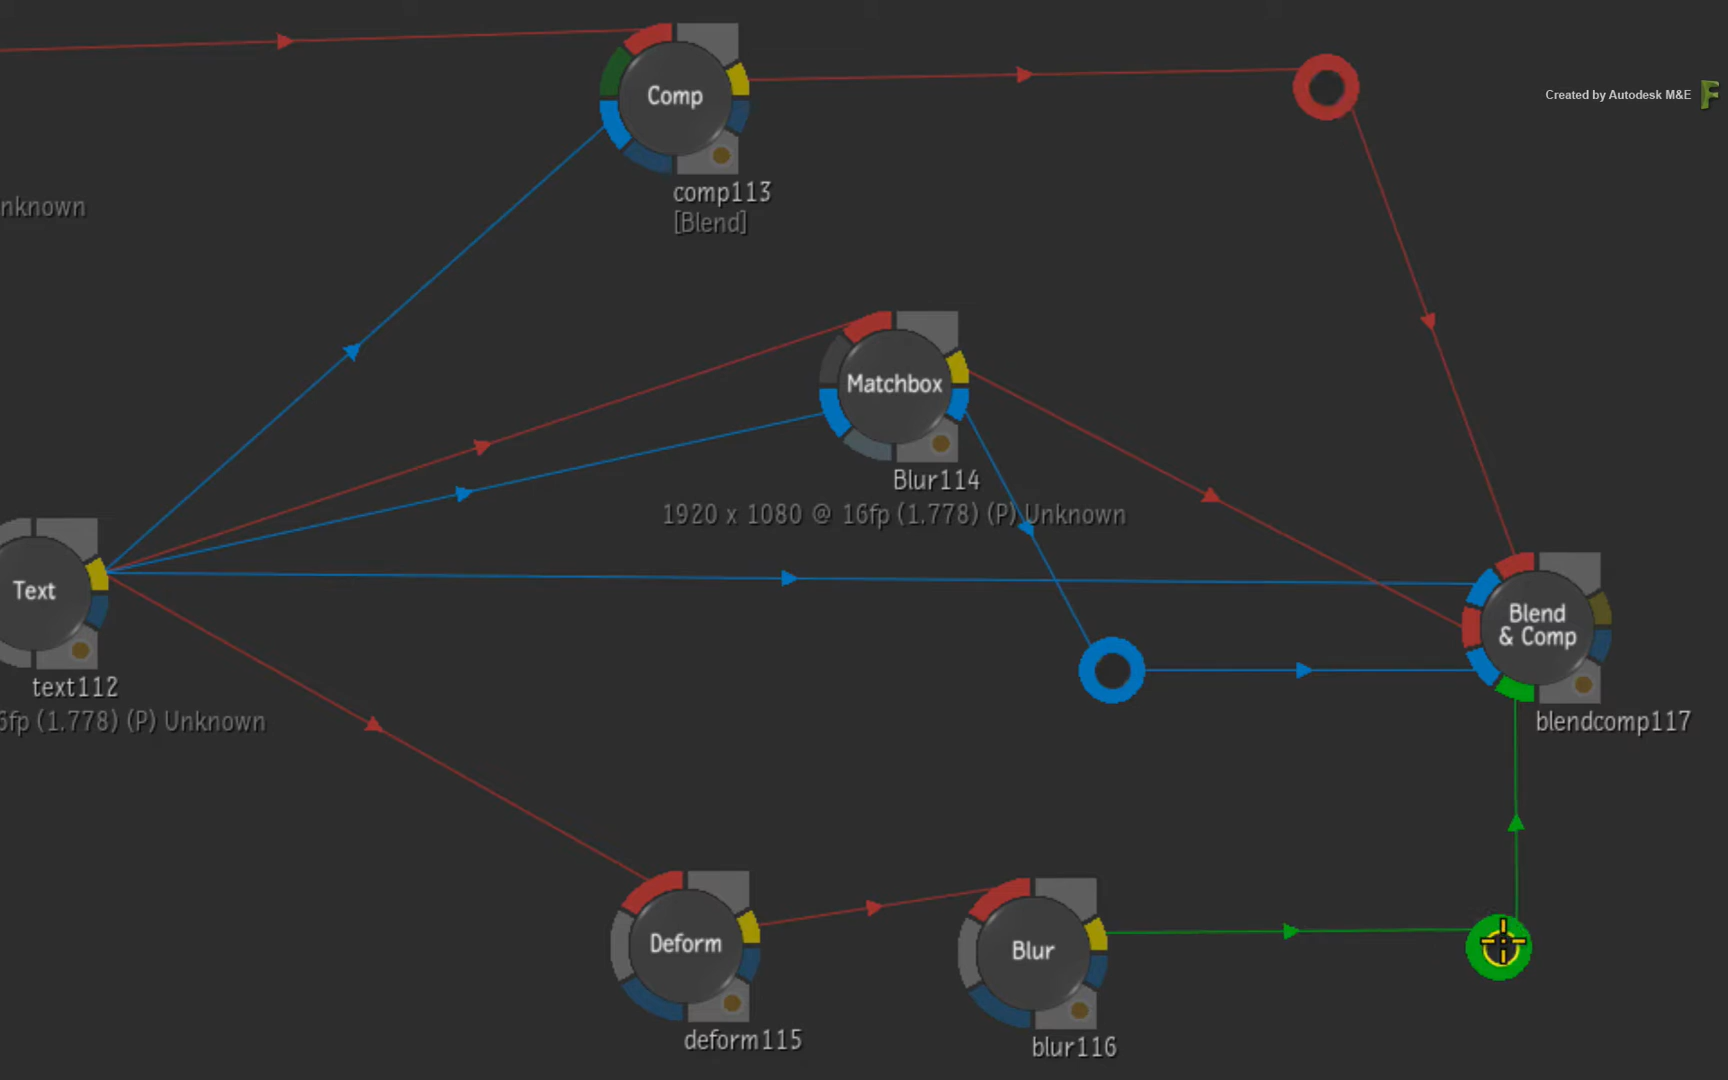 Created by Autodesk M&E
Comp
comp113
[Blend]
nknown
Matchbox
Blur114
1920 x 1080 @ 16fp (1.778) (P) Unknown
Text
text112
6fp (1.778) (P) Unknown
Blend
& Comp
blendcomp117
Deform
deform115
Blur
blur116